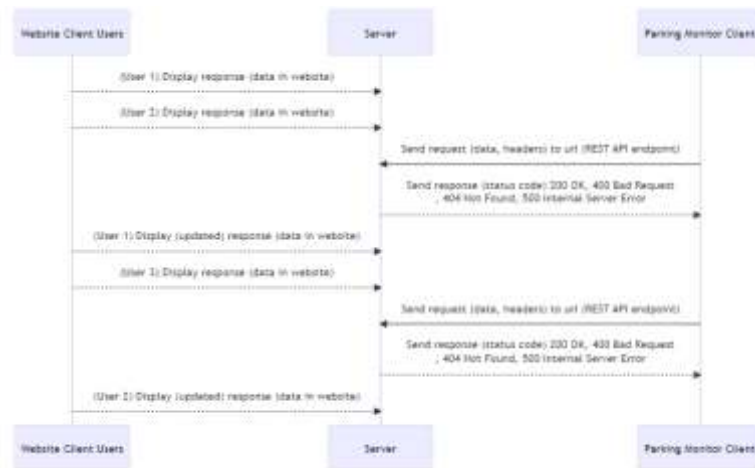 Website Client Users
Server
Parking Monitor Client
(User 1) Display response (data in website)
(User 2) Display response (data in website)
Send request (data, headers) to url (REST API endpoint)
Send response (status code) 200 OK, 400 Bad Request
, 404 Not Found, 500 Internal Server Error
(User 1) Display (updated) response (data in website)
(User 3) Display response (data in website)
Send request (data, headers) to url (REST API endpoint)
Send response (status code) 200 OK, 400 Bad Request
, 404 Not Found, 500 Internal Server Error
(User 2) Display (updated) response (data in website)
Website Client Users
Server
Parking Monitor Client